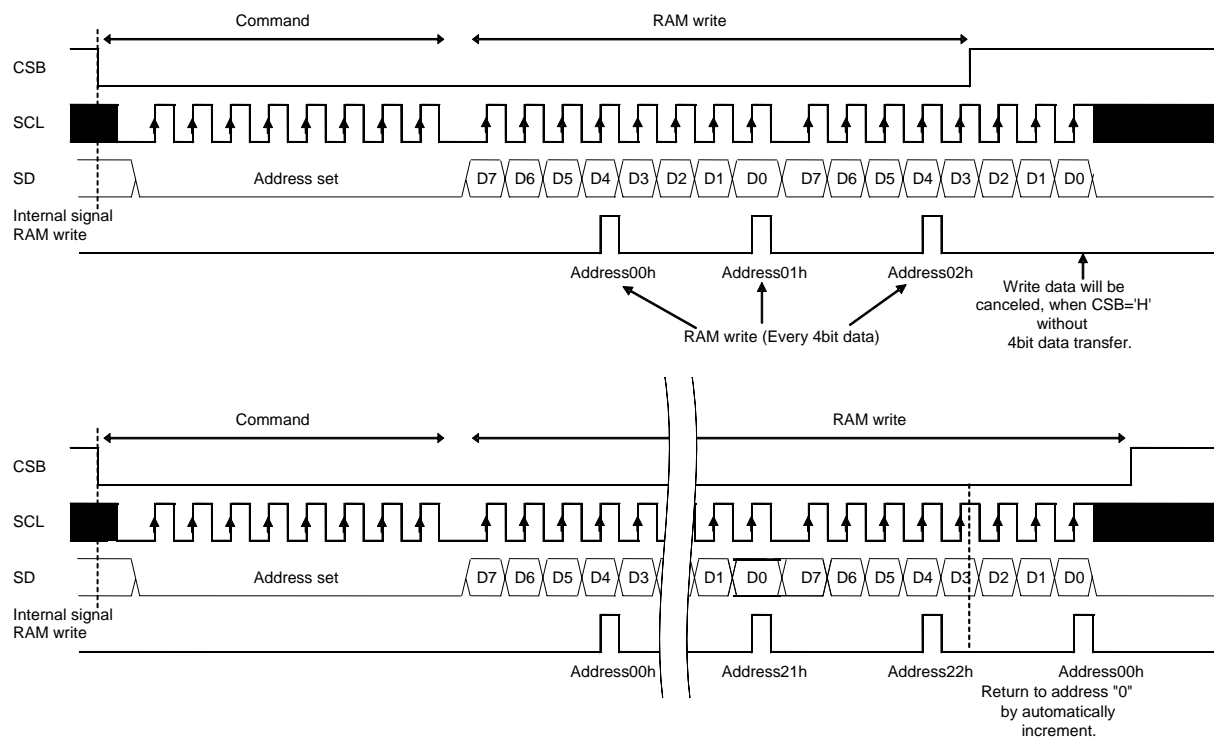 Command RAM write
CSB
SCL
SD Address set D7 D6 D5 D4 D3 D2 D1 D0 D7 D6 D5 D4 D3 D2 D1 D0
Internal signal
RAM write
Address00h Address01h Address02h
Write data will be
canceled, when CSB='H'
without
4bit data transfer.
RAM write (Every 4bit data)
Command RAM write
CSB
SCL
SD Address set D7 D6 D5 D4 D3 D1 D0 D7 D6 D5 D4 D3 D2 D1 D0
Internal signal
RAM write
Address00h Address21h Address22h Address00h
Return to address "0"
by automatically
increment.